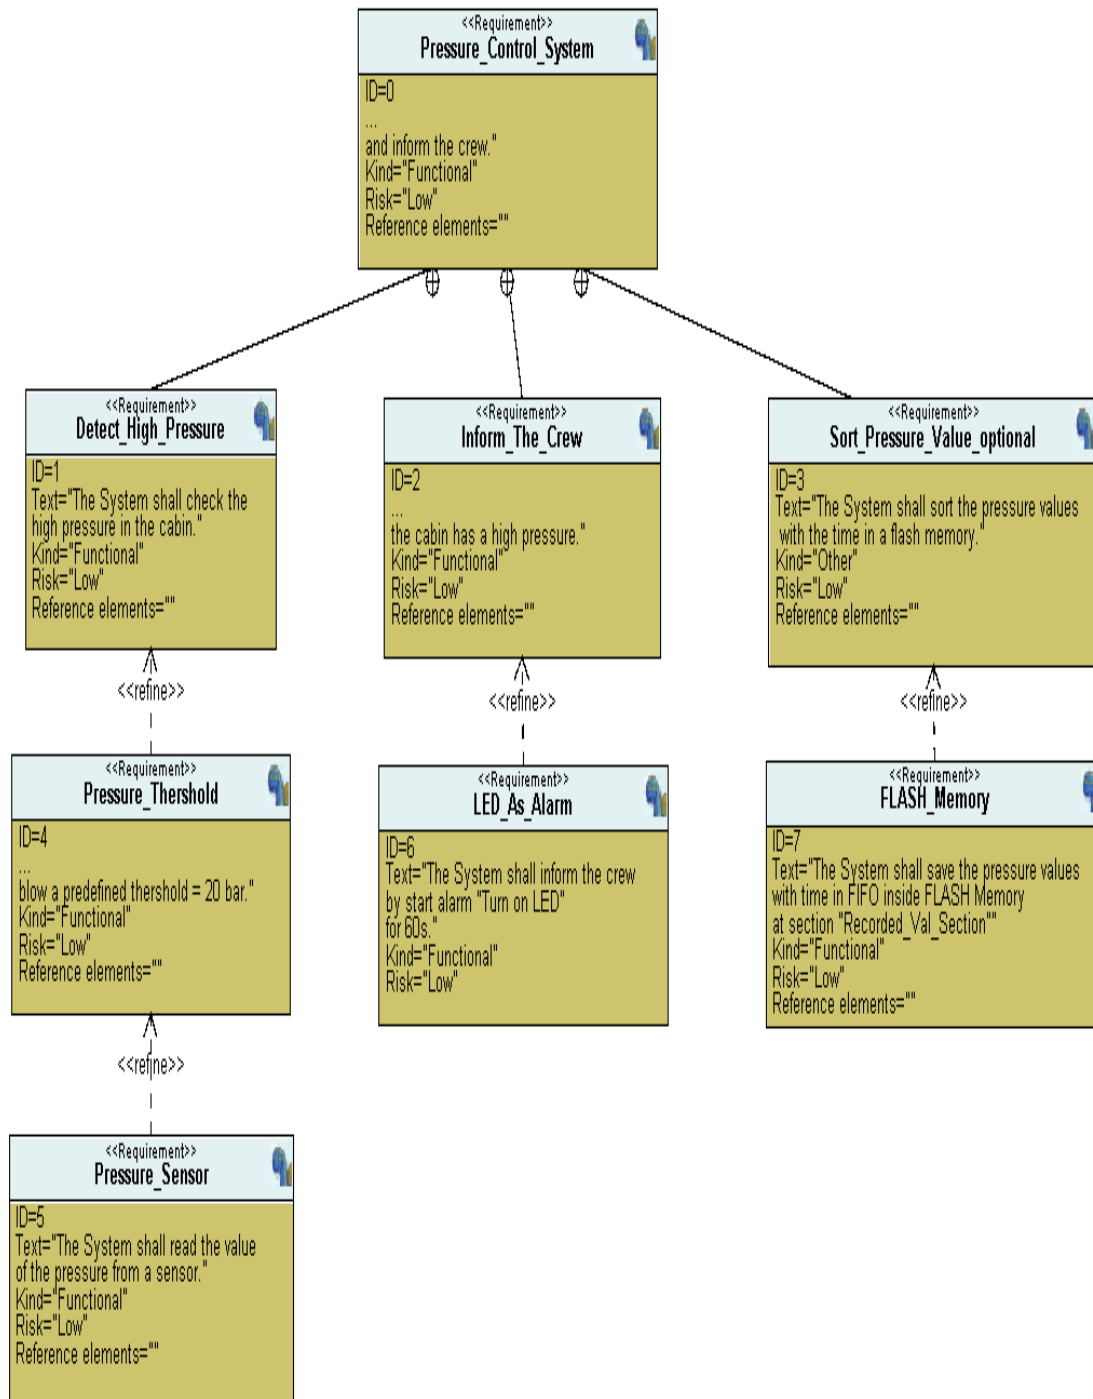 <<Requirement>>
Pressure_Control_System
ID=0
...
and inform the crew."
Kind="Functional"
Risk="Low"
Reference elements=""
<<Requirement>>
Detect_High_Pressure
ID=1
Text="The System shall check the
high pressure in the cabin."
Kind="Functional"
Risk="Low"
Reference elements=""
<<Requirement>>
Inform_The_Crew
ID=2
...
the cabin has a high pressure."
Kind="Functional"
Risk="Low"
Reference elements=""
<<Requirement>>
Sort_Pressure_Value_optional
ID=3
Text="The System shall sort the pressure values
with the time in a flash memory."
Kind="Other"
Risk="Low"
Reference elements=""
<<refine>>
<<refine>>
<<refine>>
<<Requirement>>
Pressure_Thershold
ID=4
...
blow a predefined thershold = 20 bar."
Kind="Functional"
Risk="Low"
Reference elements=""
<<Requirement>>
LED_As_Alarm
ID=6
Text="The System shall inform the crew
by start alarm "Turn on LED"
for 60s."
Kind="Functional"
Risk="Low"
<<Requirement>>
FLASH_Memory
ID=7
Text="The System shall save the pressure values
with time in FIFO inside FLASH Memory
at section "Recorded_Val_Section""
Kind="Functional"
Risk="Low"
Reference elements=""
<<refine>>
<<Requirement>>
Pressure_Sensor
ID=5
Text="The System shall read the value
of the pressure from a sensor."
Kind="Functional"
Risk="Low"
Reference elements=""